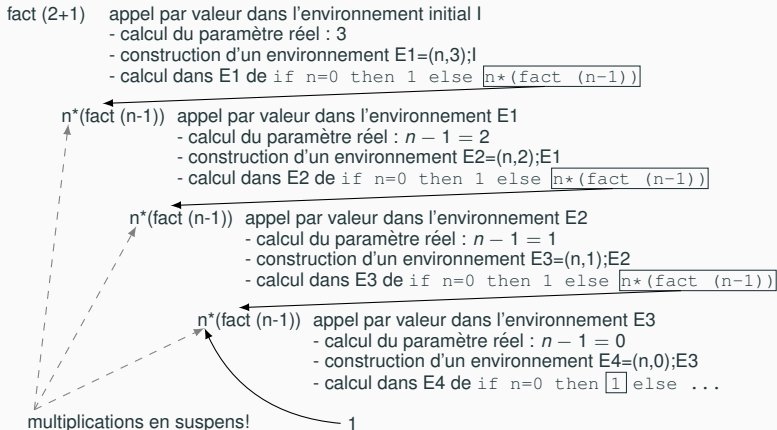 fact (2+1) appel par valeur dans l'environnement initial I
- calcul du paramètre réel : 3
- construction d'un environnement E1=(n,3);I
- calcul dans E1 de if n=0 then 1 else n*(fact (n-1))
n*(fact (n-1)) appel par valeur dans l'environnement E1
- calcul du paramètre réel : n − 1 = 2
- construction d'un environnement E2=(n,2);E1
- calcul dans E2 de if n=0 then 1 else n*(fact (n-1))
n*(fact (n-1)) appel par valeur dans l'environnement E2
- calcul du paramètre réel : n − 1 = 1
- construction d'un environnement E3=(n,1);E2
- calcul dans E3 de if n=0 then 1 else n*(fact (n-1))
n*(fact (n-1)) appel par valeur dans l'environnement E3
- calcul du paramètre réel : n − 1 = 0
- construction d'un environnement E4=(n,0);E3
- calcul dans E4 de if n=0 then 1 else ...
multiplications en suspens! 1